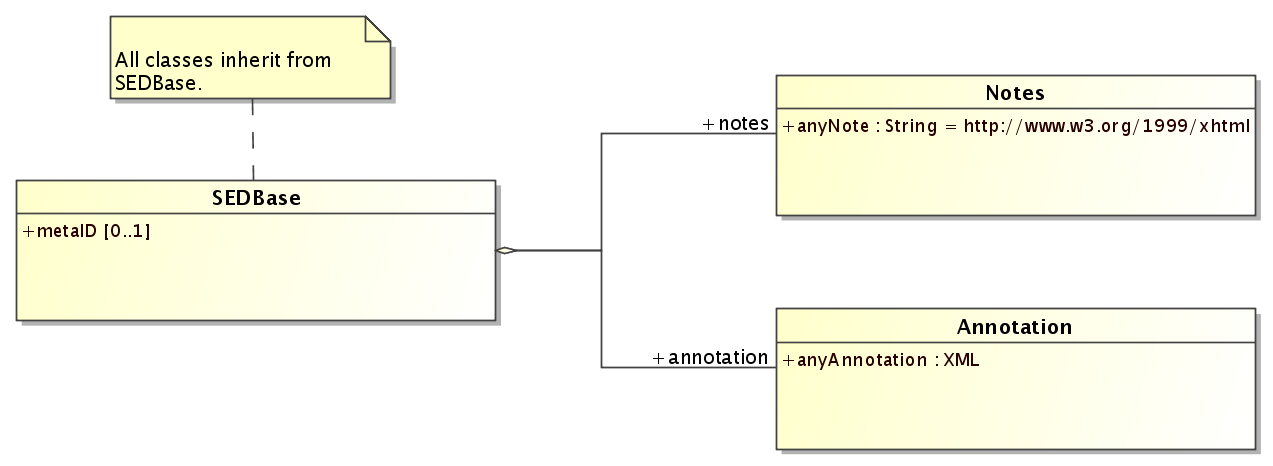 All classes inherit from
SEDBase.
SEDBase
+metaID [0..1]
+notes
Notes
+anyNote : String = http://www.w3.org/1999/xhtml
+annotation
Annotation
+anyAnnotation : XML